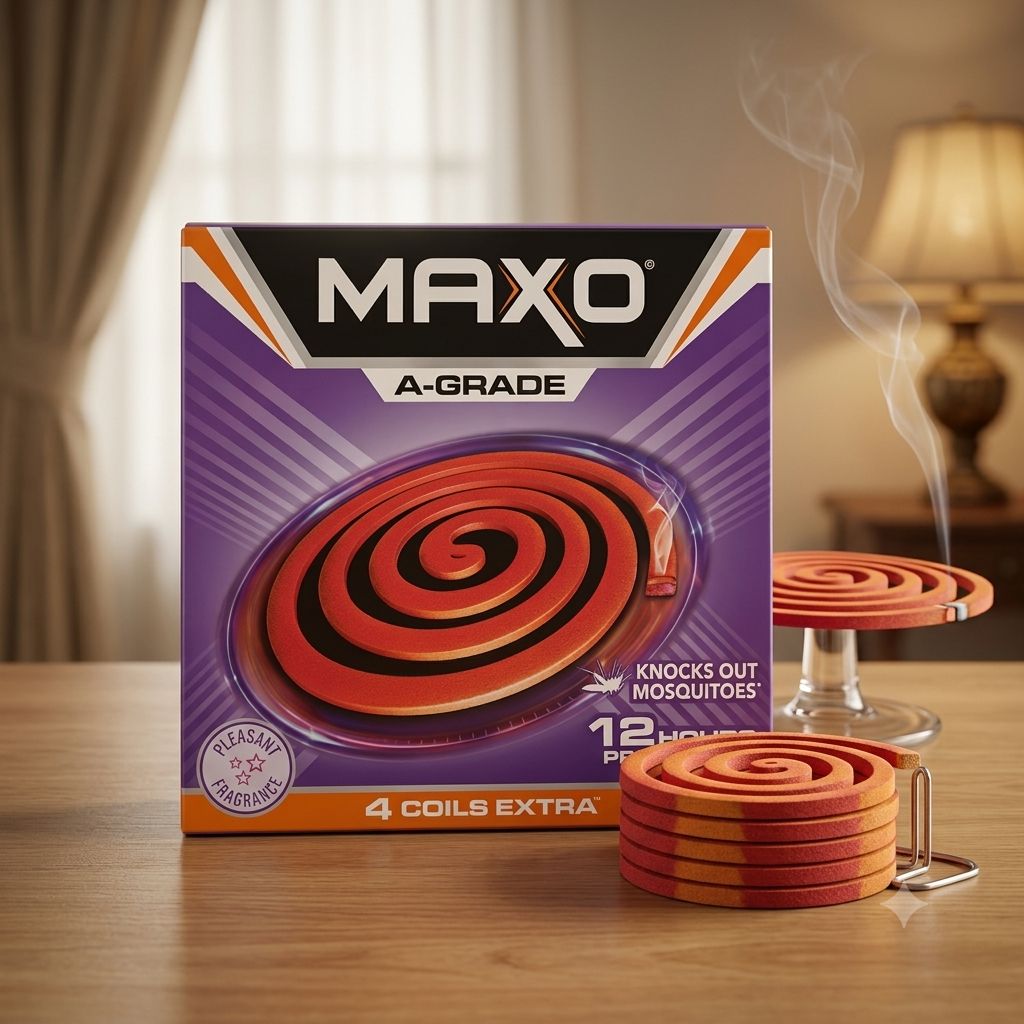 MAXO©
A-GRADE
KNOCKS OUT
MOSQUITOES*
12
PLEASANT
FRAGRANCE
4 COILS EXTRA™